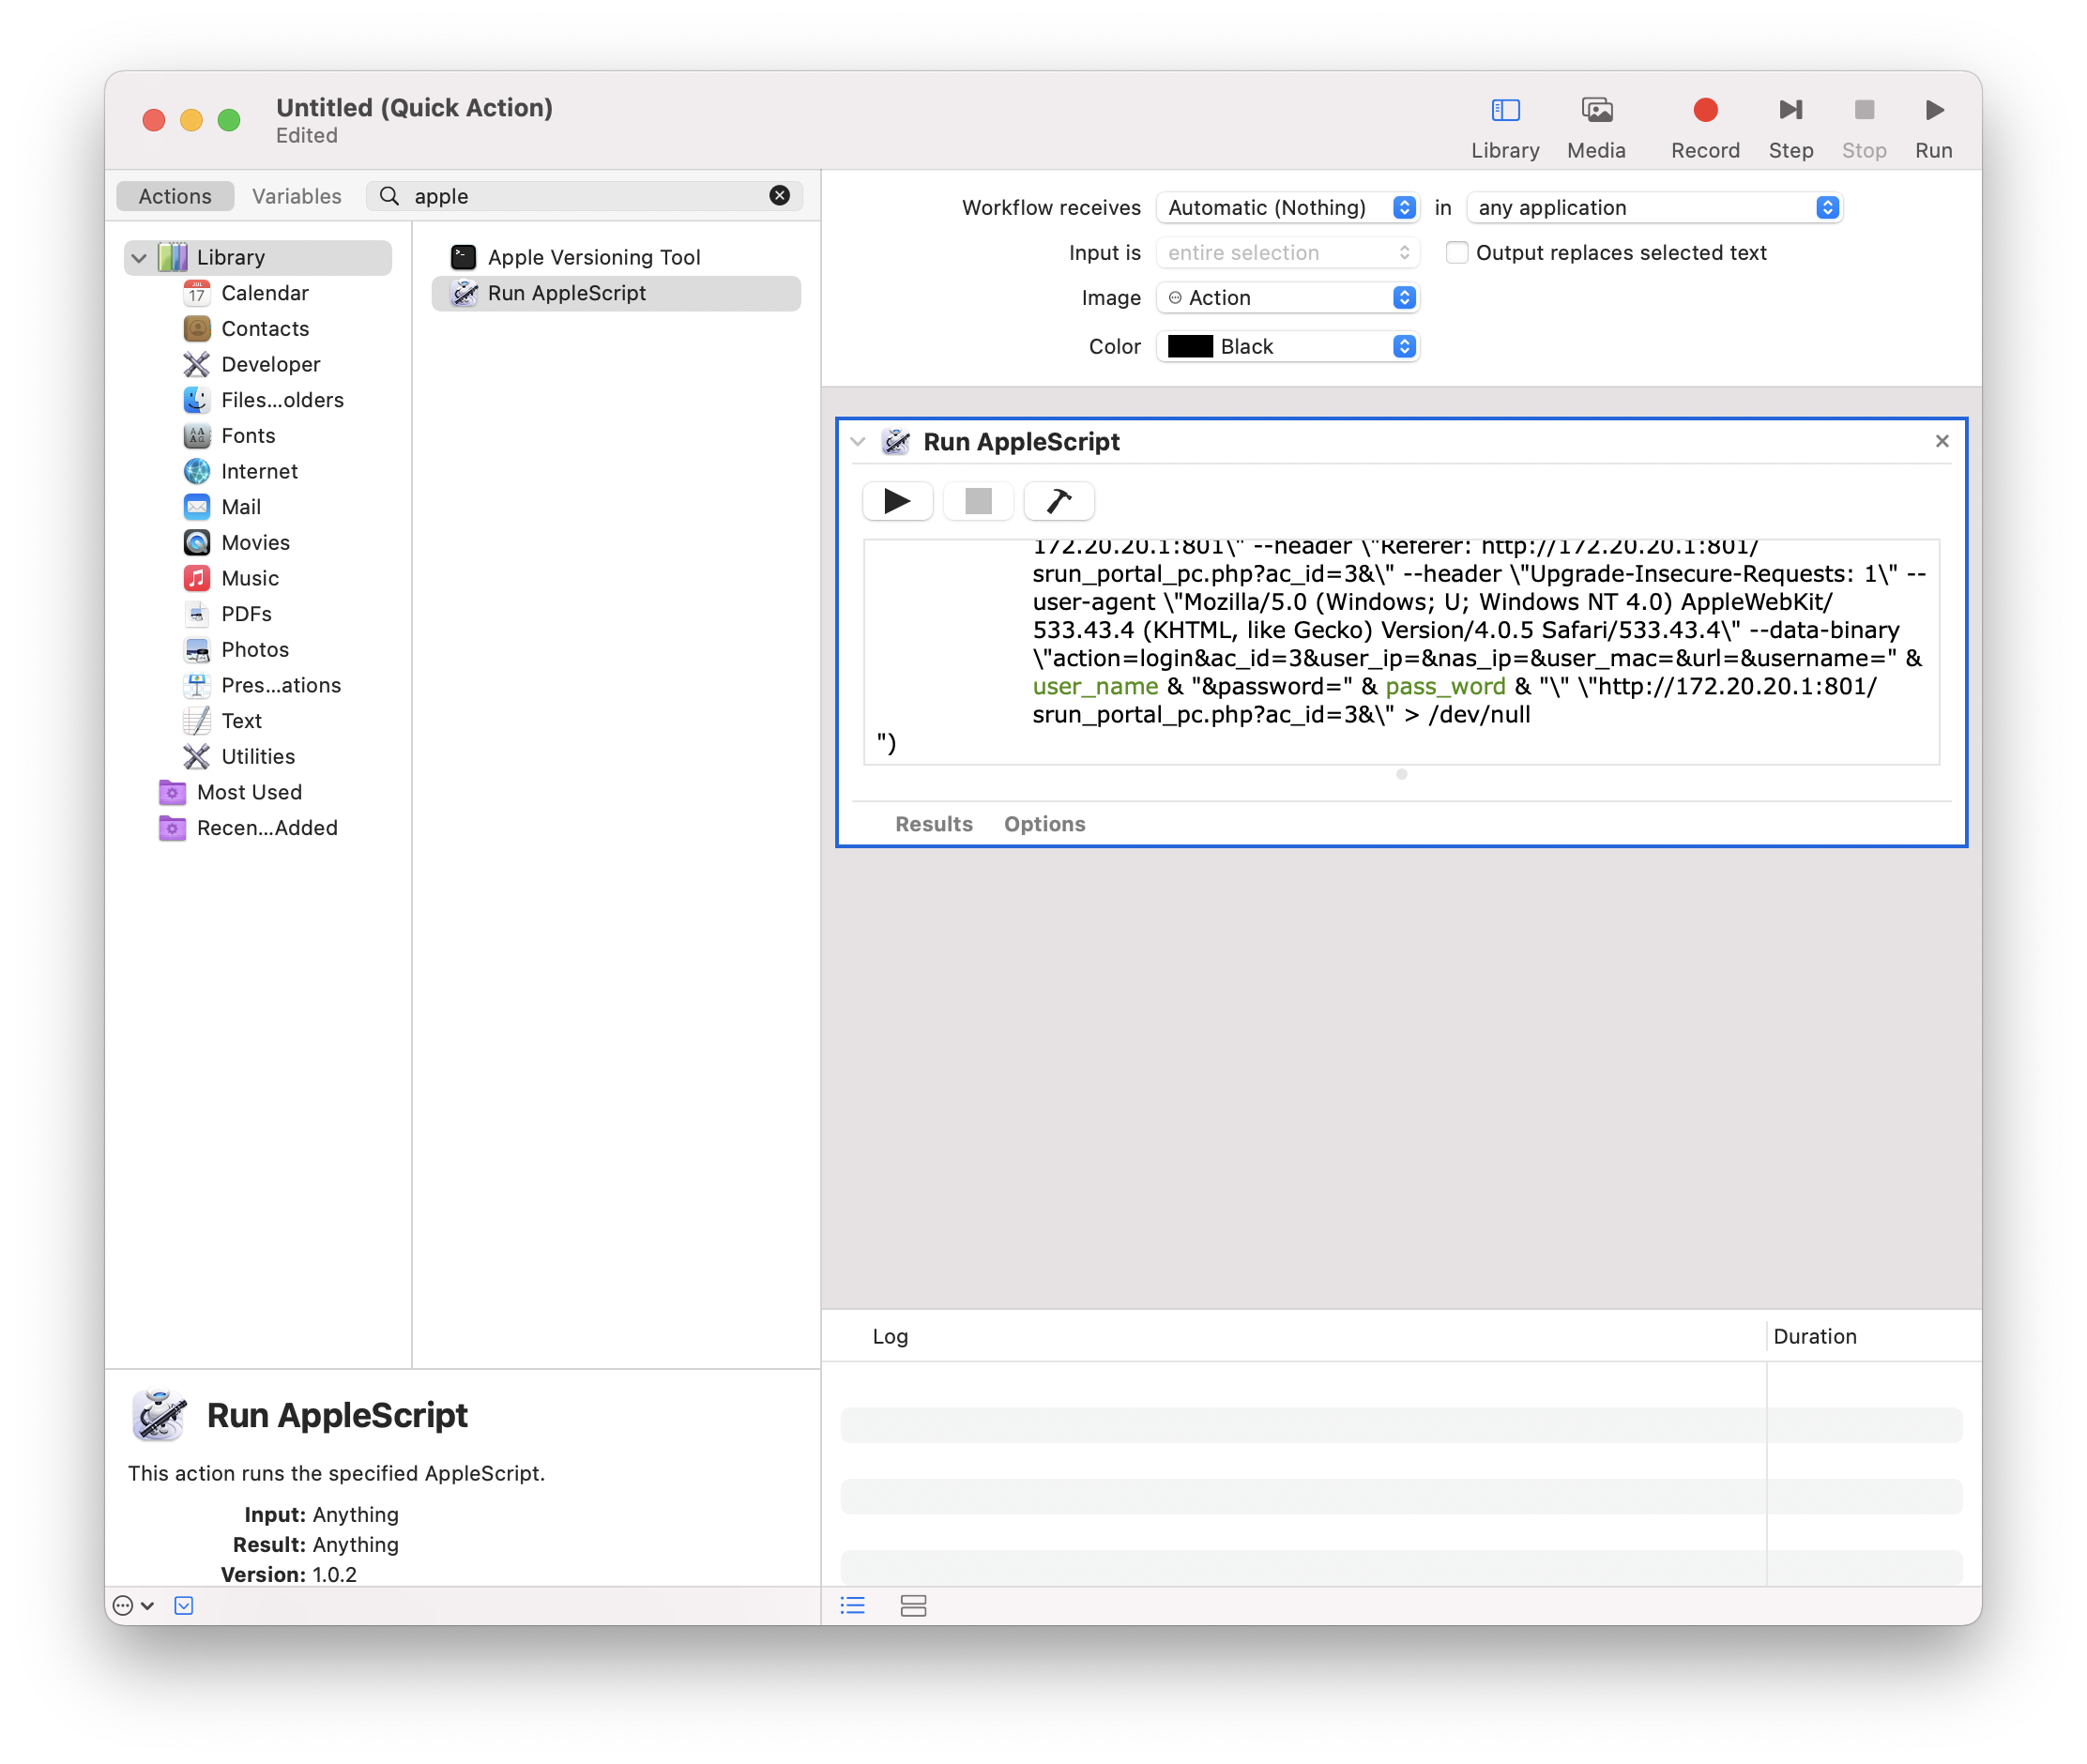 Untitled (Quick Action)
Edited
Library
Media
Record
Step
Stop
Run
Actions
Variables
apple
Library
Calendar
Contacts
Developer
Files...olders
Fonts
Internet
Mail
Movies
Music
PDFs
Photos
Pres...ations
Text
Utilities
Most Used
Recen...Added
Apple Versioning Tool
Run AppleScript
Workflow receives Automatic (Nothing) in any application
Input is entire selection Output replaces selected text
Image Action
Color Black
Run AppleScript
172.20.20.1:801\" --header \"Referer: http://172.20.20.1:801/
srun_portal_pc.php?ac_id=3&\" --header \"Upgrade-Insecure-Requests: 1\" --
user-agent \"Mozilla/5.0 (Windows; U; Windows NT 4.0) AppleWebKit/
533.43.4 (KHTML, like Gecko) Version/4.0.5 Safari/533.43.4\" --data-binary
\"action=login&ac_id=3&user_ip=&nas_ip=&user_mac=&url=&username=" &
user_name & "&password=" & pass_word & "\" \"http://172.20.20.1:801/
srun_portal_pc.php?ac_id=3&\" > /dev/null
")
Results Options
Log
Duration
Run AppleScript
This action runs the specified AppleScript.
Input: Anything
Result: Anything
Version: 1.0.2